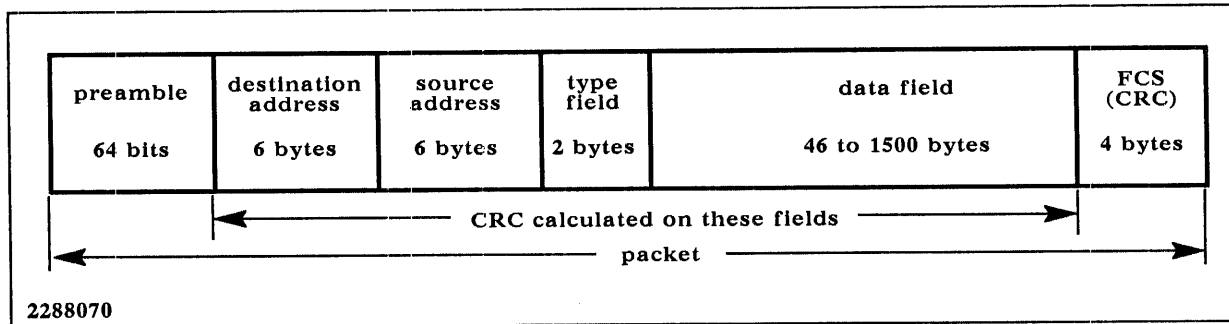 preamble
64 bits
destination
address
6 bytes
source
address
6 bytes
type
field
2 bytes
data field
46 to 1500 bytes
FCS
(CRC)
4 bytes
CRC calculated on these fields
packet
2288070